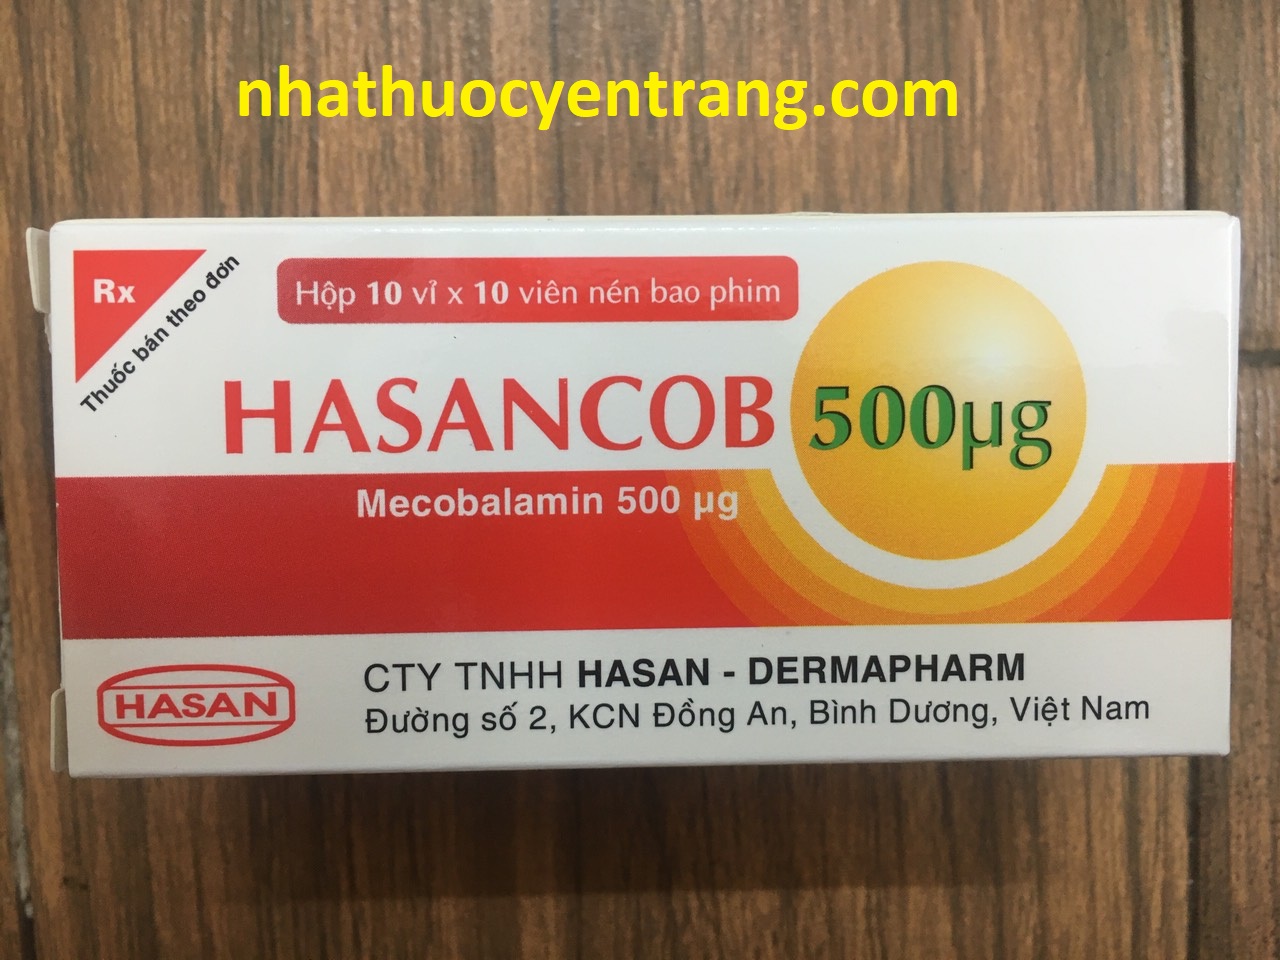 nhathuocyentrang.com
Rx
Thuốc bán theo đơn
Hộp 10 vỉ x 10 viên nén bao phim
HASANCOB 500µg
Mecobalamin 500 µg
HASAN
CTY TNHH HASAN - DERMAPHARM
Đường số 2, KCN Đồng An, Bình Dương, Việt Nam